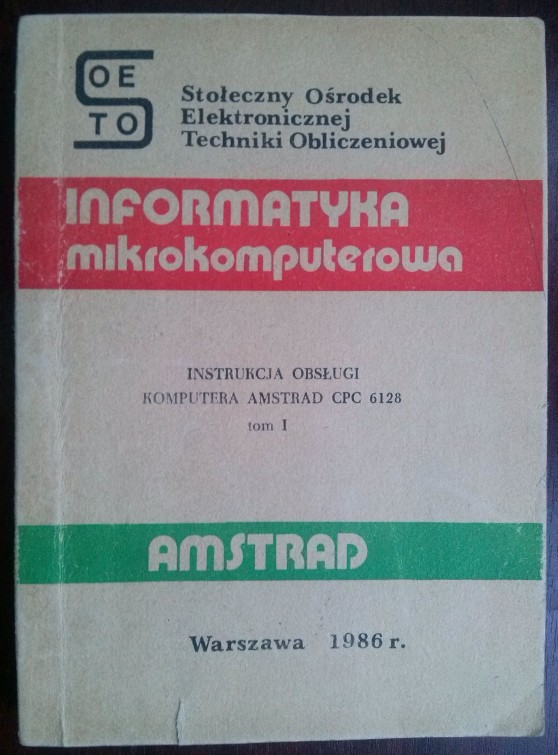 OE
TO
Stołeczny Ośrodek
Elektronicznej
Techniki Obliczeniowej
INFORMATYKA
mikrokomputerowa
INSTRUKCJA OBSŁUGI
KOMPUTERA AMSTRAD CPC 6128
tom I
AMSTRAD
Warszawa 1986 r.